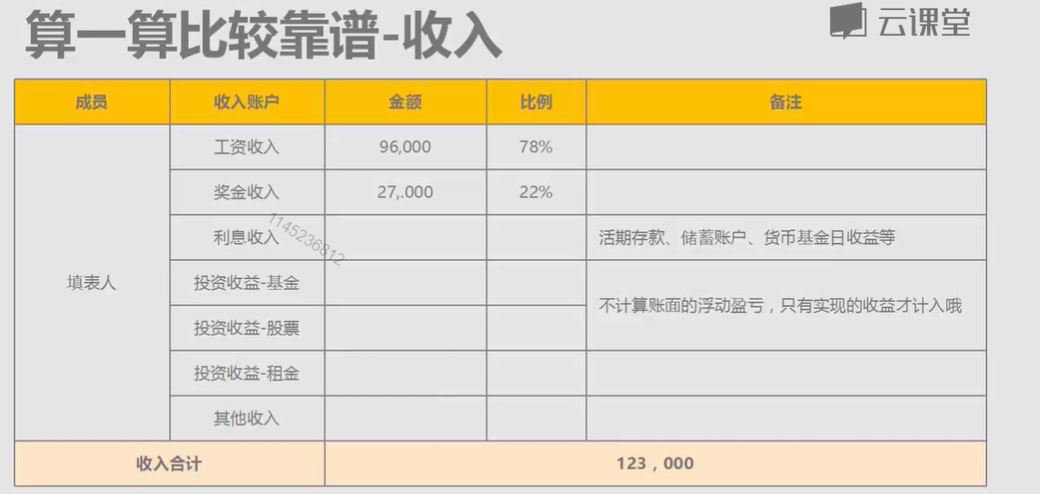 算一算比较靠谱-收入
云课堂
成员 收入账户 金额 比例 备注
填表人
工资收入 96,000 78%
奖金收入 27,.000 22%
利息收入 活期存款、储蓄账户、货币基金日收益等
1145236812
投资收益-基金
不计算账面的浮动盈亏，只有实现的收益才计入哦
投资收益-股票
投资收益-租金
其他收入
收入合计 123，000